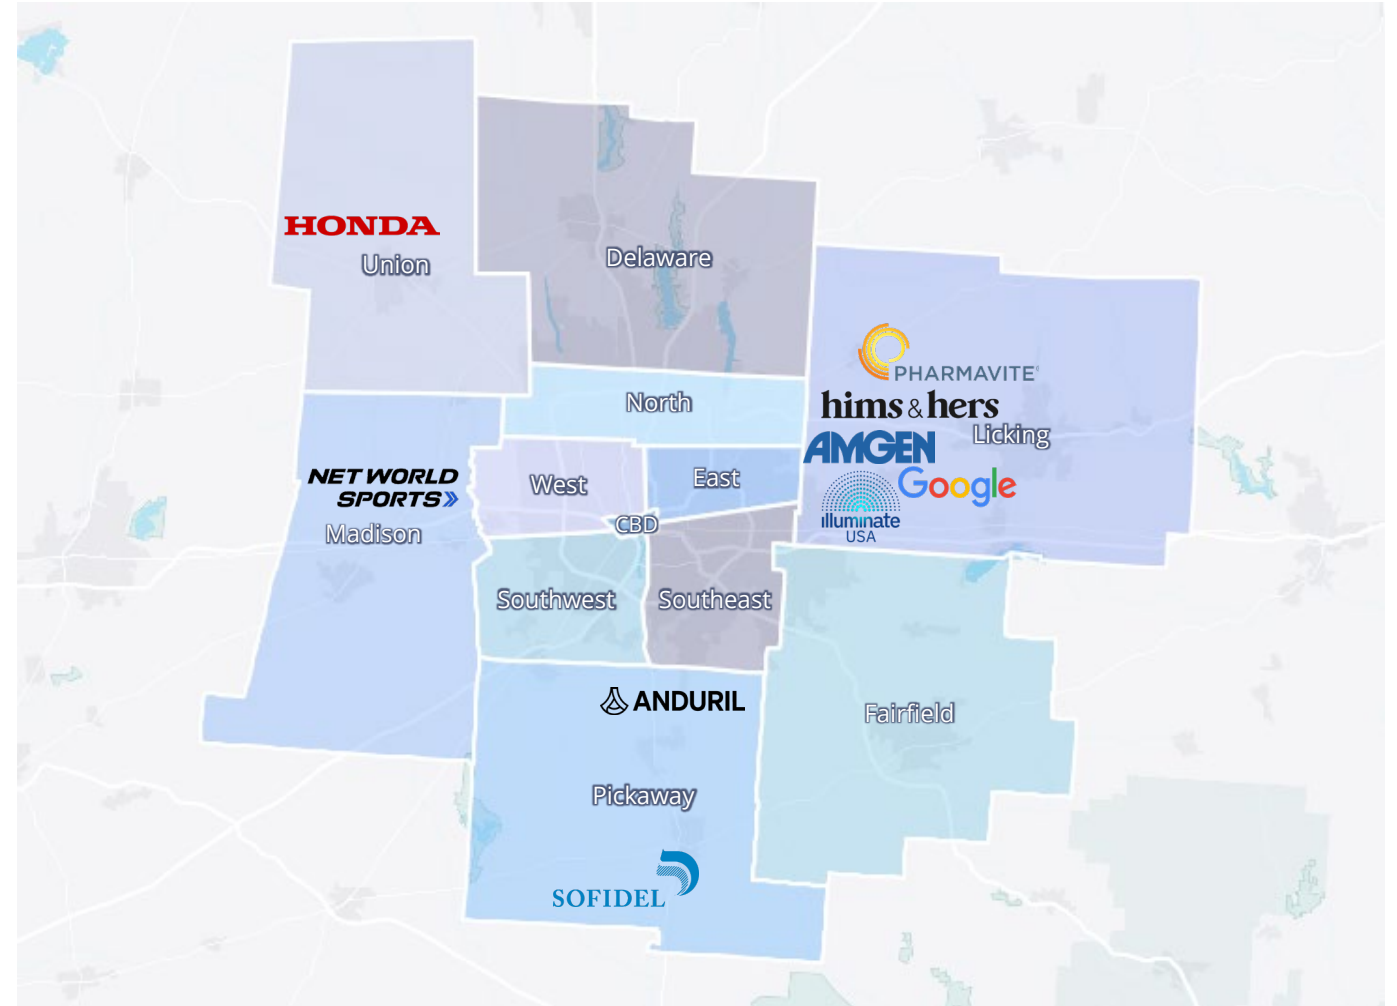 HONDA
Union
Delaware
PHARMAVITE
North
hims & hers
Licking
AMGEN
NET WORLD
SPORTS
West
East
Google
illuminate
USA
CBD
Madison
Southwest
Southeast
ANDURIL
Fairfield
Pickaway
SOFIDEL